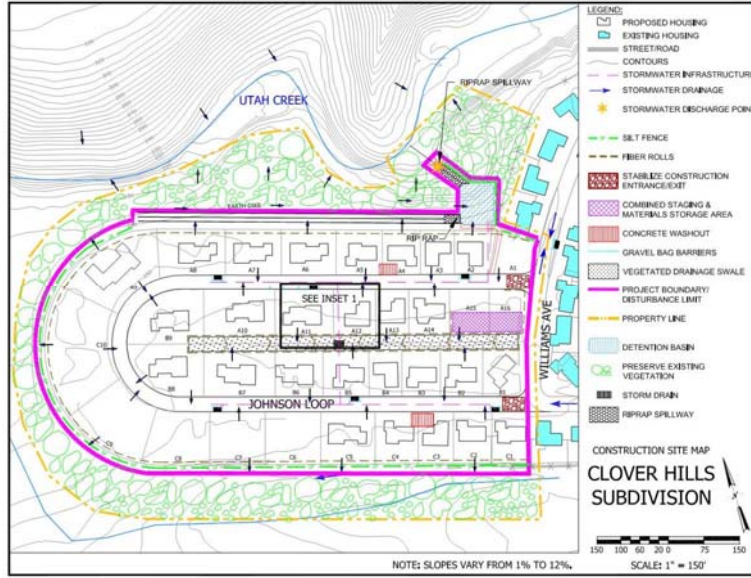 LEGEND:
PROPOSED HOUSING
EXISTING HOUSING
STREET/ROAD
CONTOURS
STORMWATER INFRASTRUCTURE
STORMWATER DRAINAGE
STORMWATER DISCHARGE POINT
SILT FENCE
FIBER ROLLS
STABILIZE CONSTRUCTION
ENTRANCE/EXIT
COMBINED STAGING &
MATERIALS STORAGE AREA
CONCRETE WASHOUT
GRAVEL BAG BARRIERS
VEGETATED DRAINAGE SWALE
PROJECT BOUNDARY/
DISTURBANCE LIMIT
PROPERTY LINE
DETENTION BASIN
PRESERVE EXISTING
VEGETATION
STORM DRAIN
RIPRAP SPILLWAY
CONSTRUCTION SITE MAP
CLOVER HILLS
SUBDIVISION
150 100 60 20 0 75 150
SCALE: 1" = 150'
RIPRAP SPILLWAY
UTAH CREEK
EARTH DIKE
RIP RAP
A8 A7 A6 A5 A4 A3 A2 A1
SEE INSET 1
A15 A16
A9
A10 A11 A12 A13 A14
WILLIAMS AVE
C10 B9
B8 B7 B6 B5 B4 B3 B2 B1
JOHNSON LOOP
C9 C8 C7 C6 C5 C4 C3 C2 C1
NOTE: SLOPES VARY FROM 1% TO 12%.